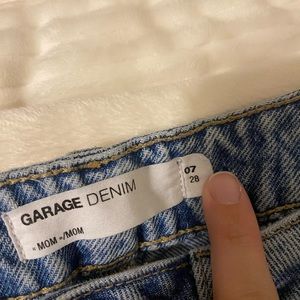 GARAGE DENIM
« MOM »/MOM
07
28